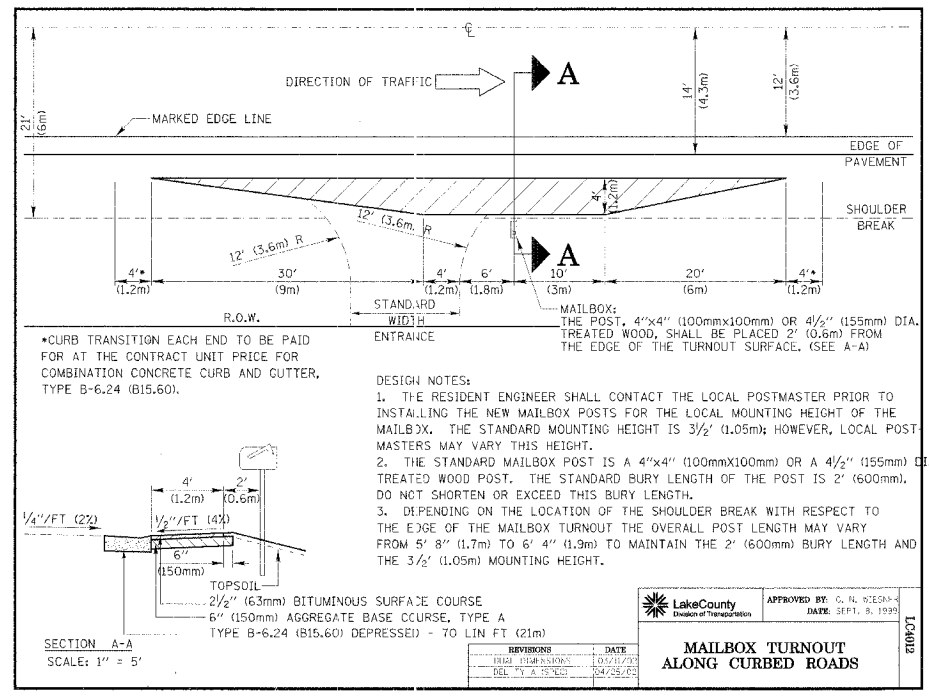 ℄
DIRECTION OF TRAFFIC
A
14'
(4.3m)
12'
(3.6m)
21'
(6m)
MARKED EDGE LINE
EDGE OF
PAVEMENT
4'
(1.2m)
SHOULDER
BREAK
12' (3.6m) R
12' (3.6m) R
A
4'*
(1.2m)
30'
(9m)
4'
(1.2m)
6'
(1.8m)
10'
(3m)
20'
(6m)
4'*
(1.2m)
R.O.W.
STANDARD
WIDTH
ENTRANCE
MAILBOX:
THE POST, 4"x4" (100mmx100mm) OR 4½" (155mm) DIA.
TREATED WOOD, SHALL BE PLACED 2' (0.6m) FROM
THE EDGE OF THE TURNOUT SURFACE. (SEE A-A)
*CURB TRANSITION EACH END TO BE PAID
FOR AT THE CONTRACT UNIT PRICE FOR
COMBINATION CONCRETE CURB AND GUTTER,
TYPE B-6.24 (B15.60).
DESIGN NOTES:
1. THE RESIDENT ENGINEER SHALL CONTACT THE LOCAL POSTMASTER PRIOR TO
INSTALLING THE NEW MAILBOX POSTS FOR THE LOCAL MOUNTING HEIGHT OF THE
MAILBOX. THE STANDARD MOUNTING HEIGHT IS 3½' (1.05m); HOWEVER, LOCAL POST-
MASTERS MAY VARY THIS HEIGHT.
2. THE STANDARD MAILBOX POST IS A 4"x4" (100mmX100mm) OR A 4½" (155mm) DI
TREATED WOOD POST. THE STANDARD BURY LENGTH OF THE POST IS 2' (600mm).
DO NOT SHORTEN OR EXCEED THIS BURY LENGTH.
3. DEPENDING ON THE LOCATION OF THE SHOULDER BREAK WITH RESPECT TO
THE EDGE OF THE MAILBOX TURNOUT THE OVERALL POST LENGTH MAY VARY
FROM 5' 8" (1.7m) TO 6' 4" (1.9m) TO MAINTAIN THE 2' (600mm) BURY LENGTH AND
THE 3½' (1.05m) MOUNTING HEIGHT.
4'
(1.2m)
2'
(0.6m)
¼"/FT (2%)
½"/FT (4%)
6"
(150mm)
TOPSOIL
2½" (63mm) BITUMINOUS SURFACE COURSE
6" (150mm) AGGREGATE BASE COURSE, TYPE A
TYPE B-6.24 (B15.60) DEPRESSED - 70 LIN FT (21m)
SECTION A-A
SCALE: 1" = 5'
LakeCounty
Division of Transportation
APPROVED BY:
DATE: SEPT. 8, 1999
LC4012
MAILBOX TURNOUT
ALONG CURBED ROADS
REVISIONS DATE
DUAL DIMENSIONS